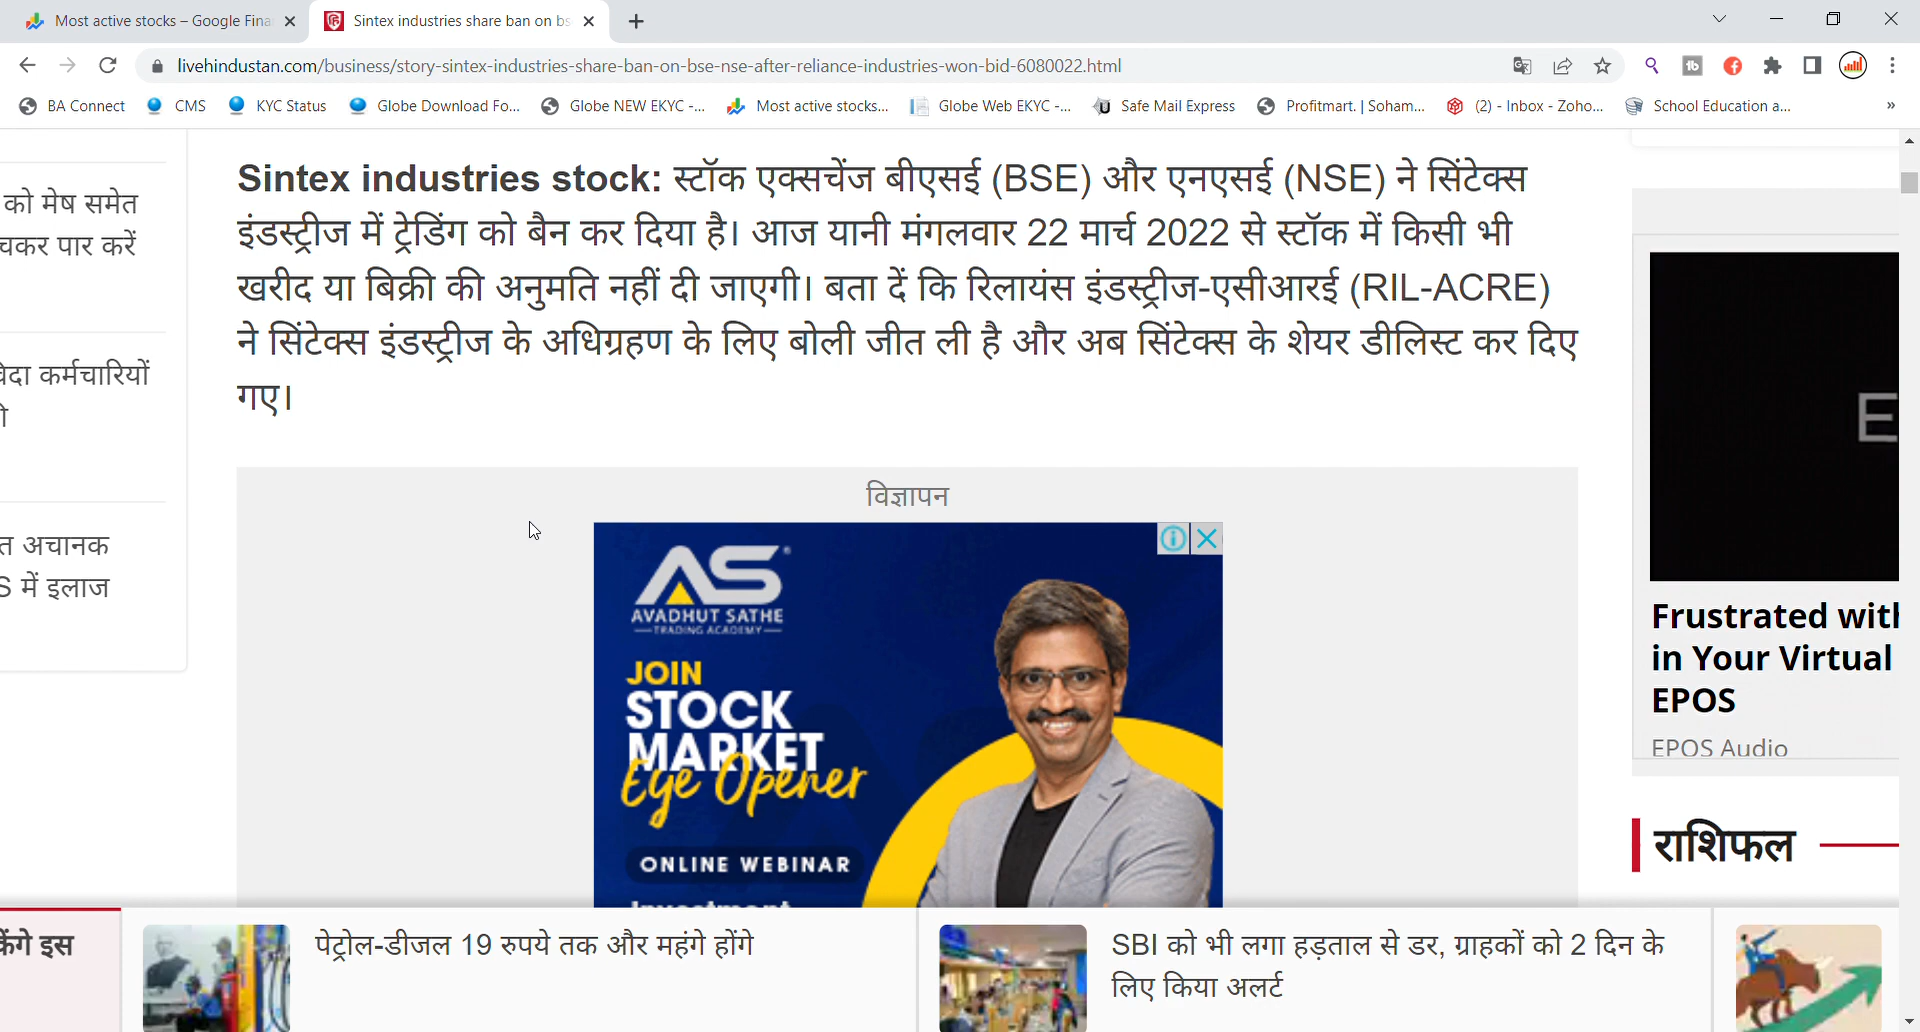 Most active stocks – Google Fina
Sintex industries share ban on bs
livehindustan.com/business/story-sintex-industries-share-ban-on-bse-nse-after-reliance-industries-won-bid-6080022.html
BA Connect
CMS
KYC Status
Globe Download Fo...
Globe NEW EKYC -...
Most active stocks...
Globe Web EKYC -...
Safe Mail Express
Profitmart. | Soham...
(2) - Inbox - Zoho...
School Education a...
»
Sintex industries stock: स्टॉक एक्सचेंज बीएसई (BSE) और एनएसई (NSE) ने सिंटेक्स
इंडस्ट्रीज में ट्रेडिंग को बैन कर दिया है। आज यानी मंगलवार 22 मार्च 2022 से स्टॉक में किसी भी
खरीद या बिक्री की अनुमति नहीं दी जाएगी। बता दें कि रिलायंस इंडस्ट्रीज-एसीआरई (RIL-ACRE)
ने सिंटेक्स इंडस्ट्रीज के अधिग्रहण के लिए बोली जीत ली है और अब सिंटेक्स के शेयर डीलिस्ट कर दिए
गए।
को मेष समेत
चकर पार करें
कर्मचारियों
अचानक
S में इलाज
विज्ञापन
AS
AVADHUT SATHE
TRADING ACADEMY
JOIN
STOCK
MARKET
Eye Opener
ONLINE WEBINAR
E
Frustrated with
in Your Virtual
EPOS
EPOS Audio
राशिफल
इस
पेट्रोल-डीजल 19 रुपये तक और महंगे होंगे
SBI को भी लगा हड़ताल से डर, ग्राहकों को 2 दिन के
लिए किया अलर्ट